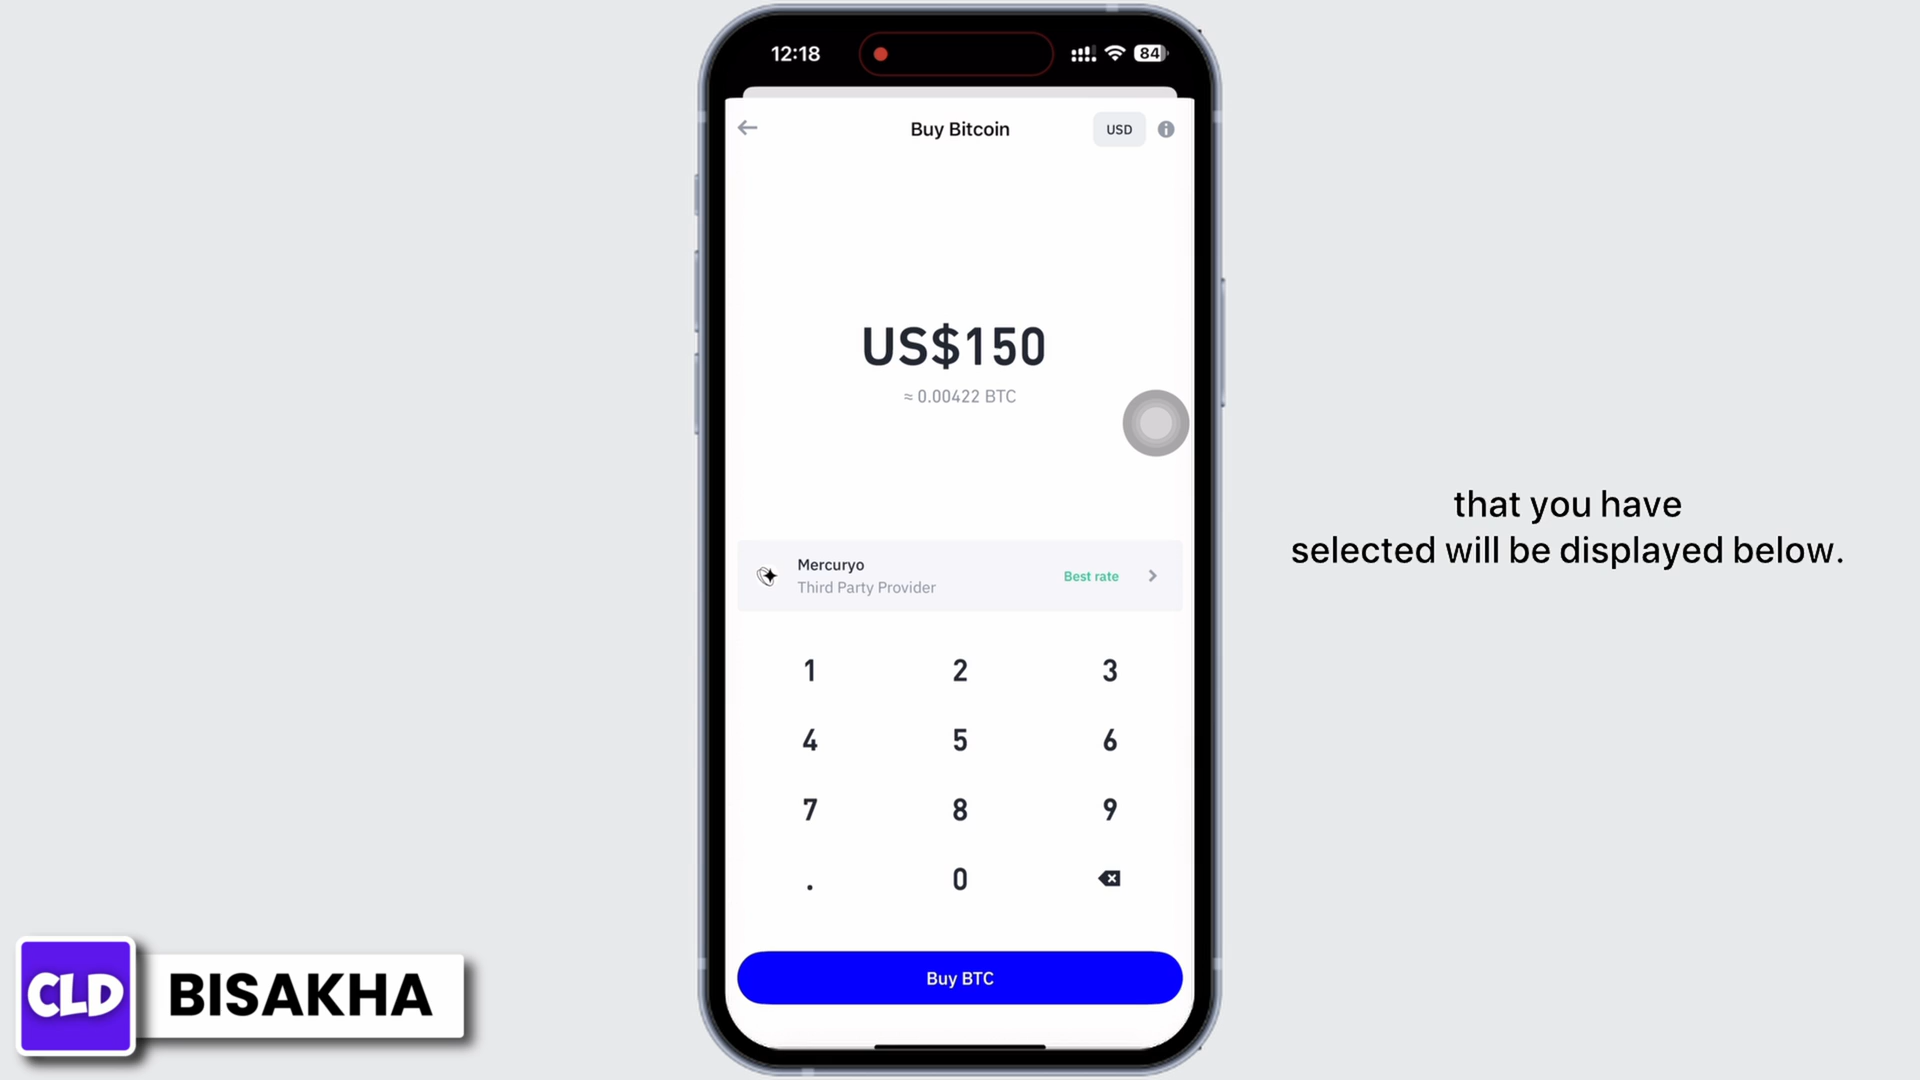 12:18
84
Buy Bitcoin
USD
US$150
≈ 0.00422 BTC
that you have
selected will be displayed below.
Mercuryo
Third Party Provider
Best rate
1 2 3
4 5 6
7 8 9
. 0
Buy BTC
CLD
BISAKHA